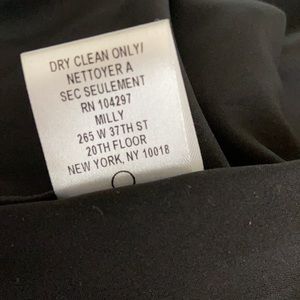 DRY CLEAN ONLY/
NETTOYER A
SEC SEULEMENT
RN 104297
MILLY
265 W 37TH ST
20TH FLOOR
NEW YORK, NY 10018